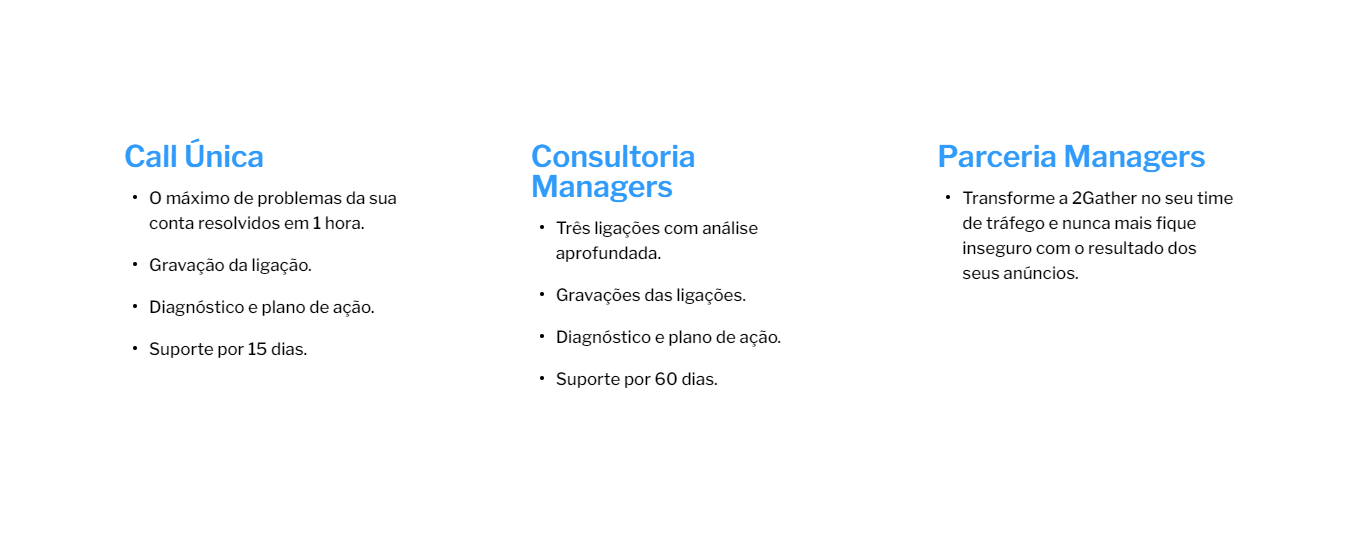 Call Única
• O máximo de problemas da sua
conta resolvidos em 1 hora.
• Gravação da ligação.
• Diagnóstico e plano de ação.
• Suporte por 15 dias.
Consultoria
Managers
• Três ligações com análise
aprofundada.
• Gravações das ligações.
• Diagnóstico e plano de ação.
• Suporte por 60 dias.
Parceria Managers
• Transforme a 2Gather no seu time
de tráfego e nunca mais fique
inseguro com o resultado dos
seus anúncios.